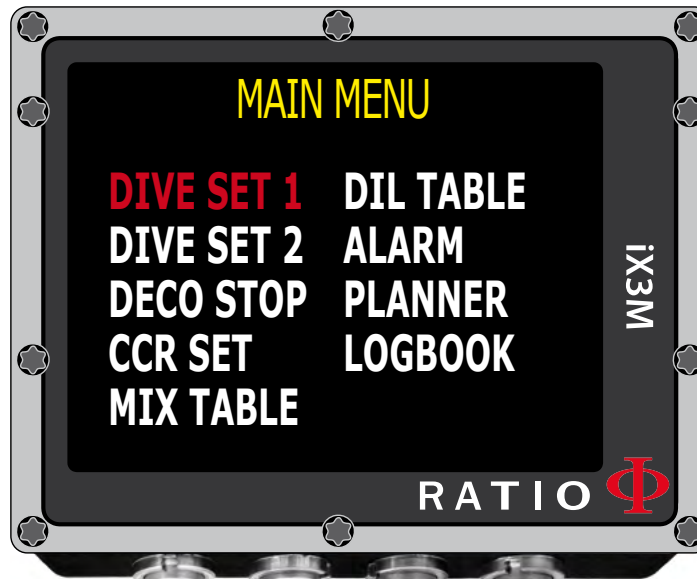 MAIN MENU
DIVE SET 1
DIVE SET 2
DECO STOP
CCR SET
MIX TABLE
DIL TABLE
ALARM
PLANNER
LOGBOOK
iX3M
RATIO